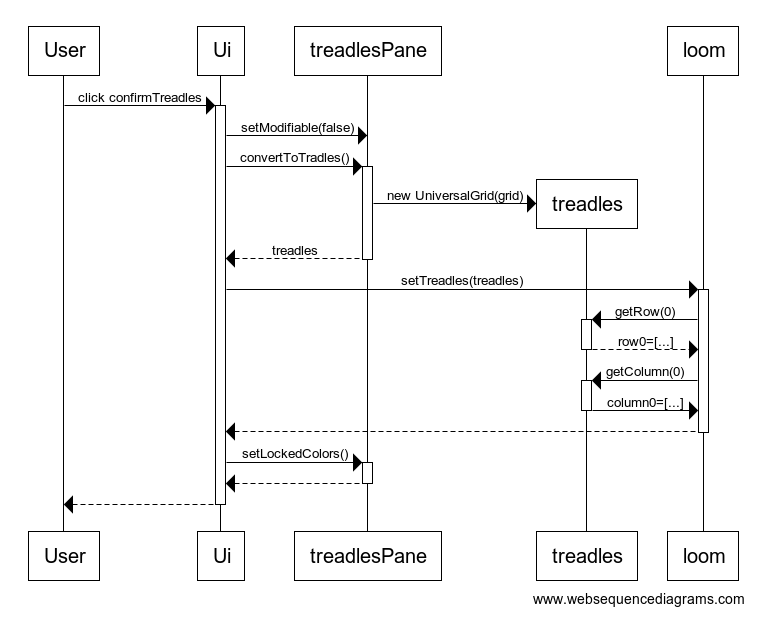 User
Ui
treadlesPane
loom
click confirmTreadles
setModifiable(false)
convertToTradles()
new UniversalGrid(grid)
treadles
treadles
setTreadles(treadles)
getRow(0)
row0=[...]
getColumn(0)
column0=[...]
setLockedColors()
User
Ui
treadlesPane
treadles
loom
www.websequencediagrams.com